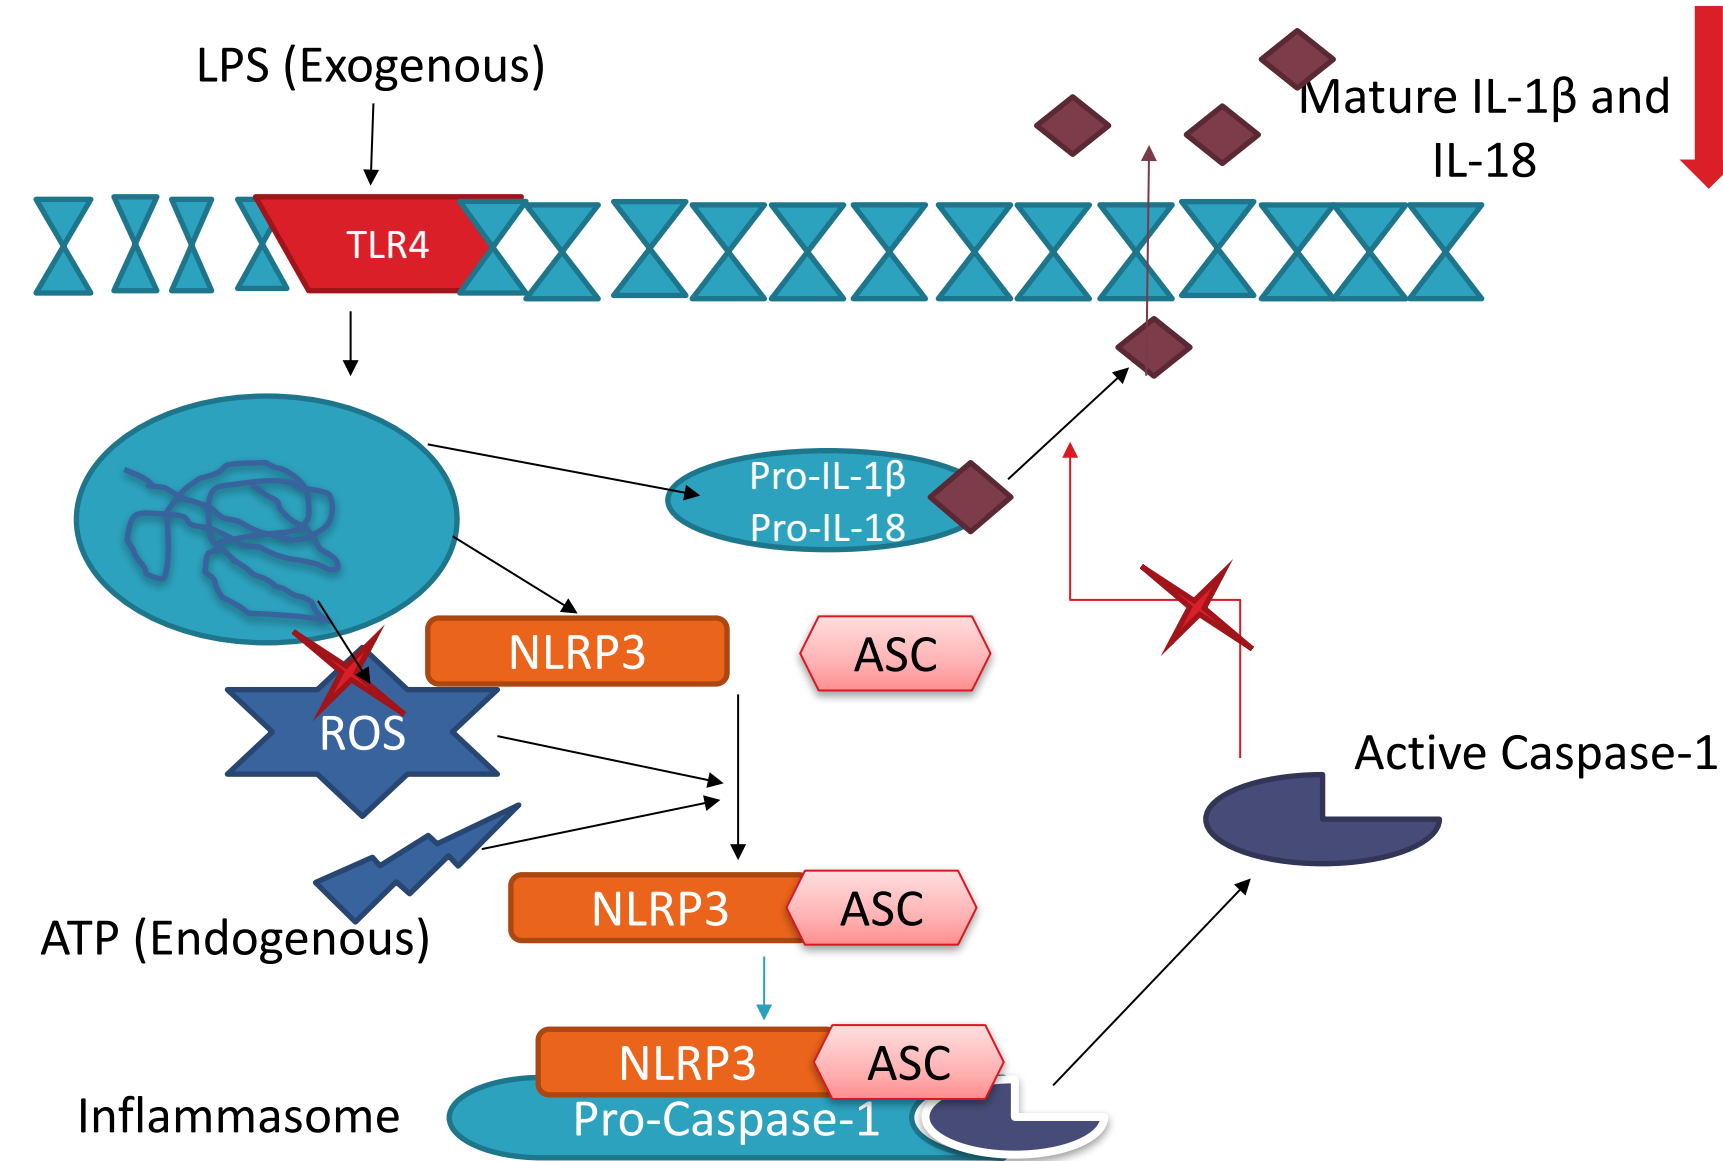 LPS (Exogenous)
Mature IL-1β and
IL-18
TLR4
Pro-IL-1β
Pro-IL-18
NLRP3
ASC
ROS
Active Caspase-1
NLRP3
ASC
ATP (Endogenous)
NLRP3
ASC
Inflammasome
Pro-Caspase-1